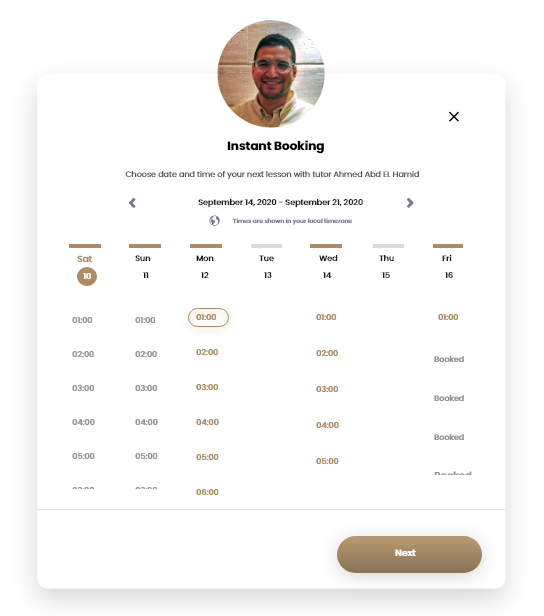 Instant Booking
Choose date and time of your next lesson with tutor Ahmed Abd EL Hamid
September 14, 2020 - September 21, 2020
Times are shown in your local timezone
Sat Sun Mon Tue Wed Thu Fri
10 11 12 13 14 15 16
01:00 01:00 01:00 01:00 01:00
02:00 02:00 02:00 02:00 Booked
03:00 03:00 03:00 03:00 Booked
04:00 04:00 04:00 04:00 Booked
05:00 05:00 05:00 05:00 Booked
06:00
Next